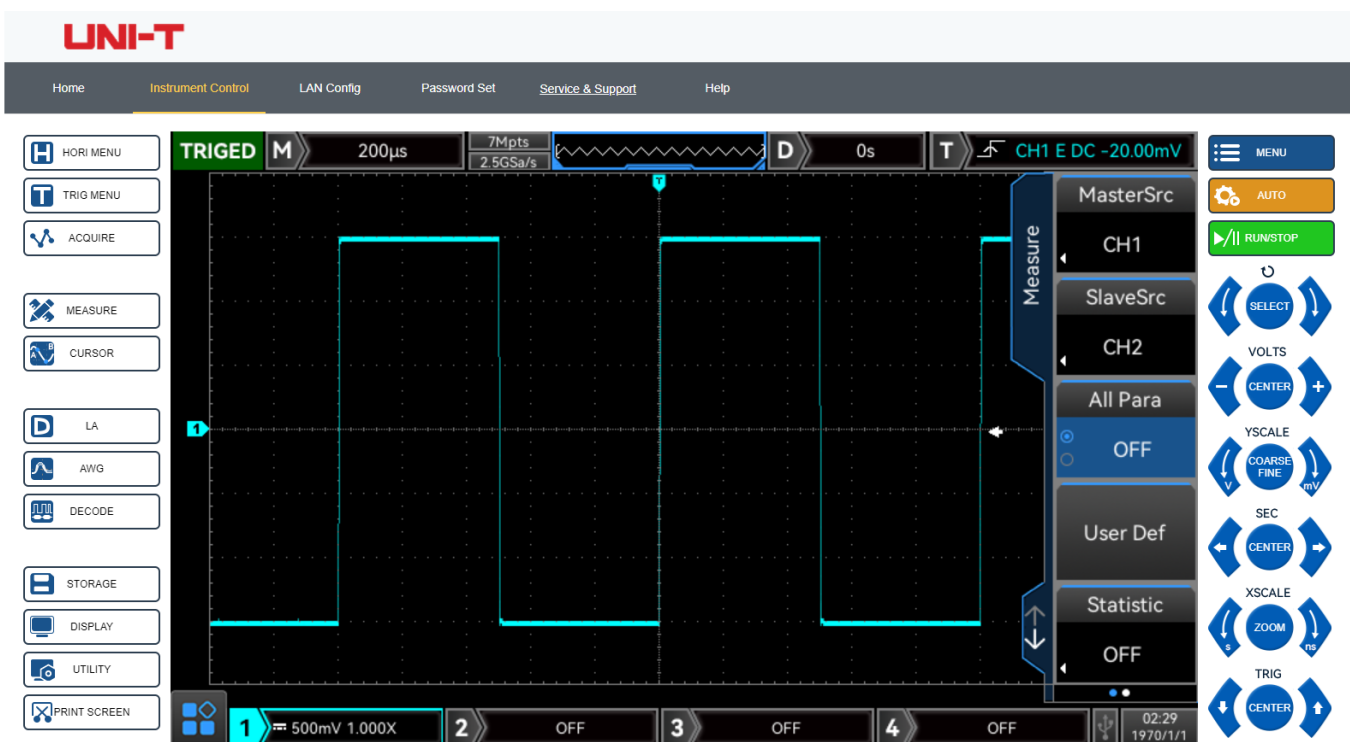 UNI-T
Home Instrument Control LAN Config Password Set Service & Support Help
HORI MENU
TRIG MENU
ACQUIRE
MEASURE
CURSOR
LA
AWG
DECODE
STORAGE
DISPLAY
UTILITY
PRINT SCREEN
TRIGED M 200μs 7Mpts 2.5GSa/s D 0s T CH1 E DC -20.00mV
T
1
Measure
MasterSrc
CH1
SlaveSrc
CH2
All Para
OFF
User Def
Statistic
OFF
1 500mV 1.000X 2 OFF 3 OFF 4 OFF 02:29
1970/1/1
MENU
AUTO
RUN/STOP
SELECT
VOLTS
- CENTER +
YSCALE
COARSE
FINE
V mV
SEC
CENTER
XSCALE
ZOOM
s ns
TRIG
CENTER